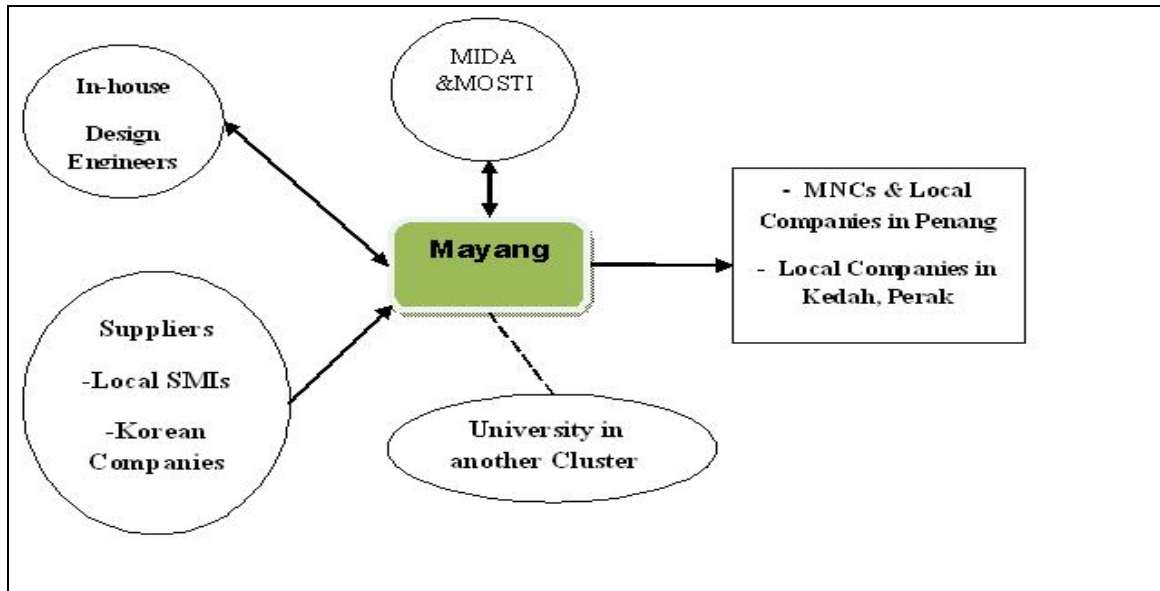 In-house
Design
Engineers
MIDA
&MOSTI
Mayang
- MNCs & Local
Companies in Penang
- Local Companies in
Kedah, Perak
Suppliers
-Local SMIs
-Korean
Companies
University in
another Cluster